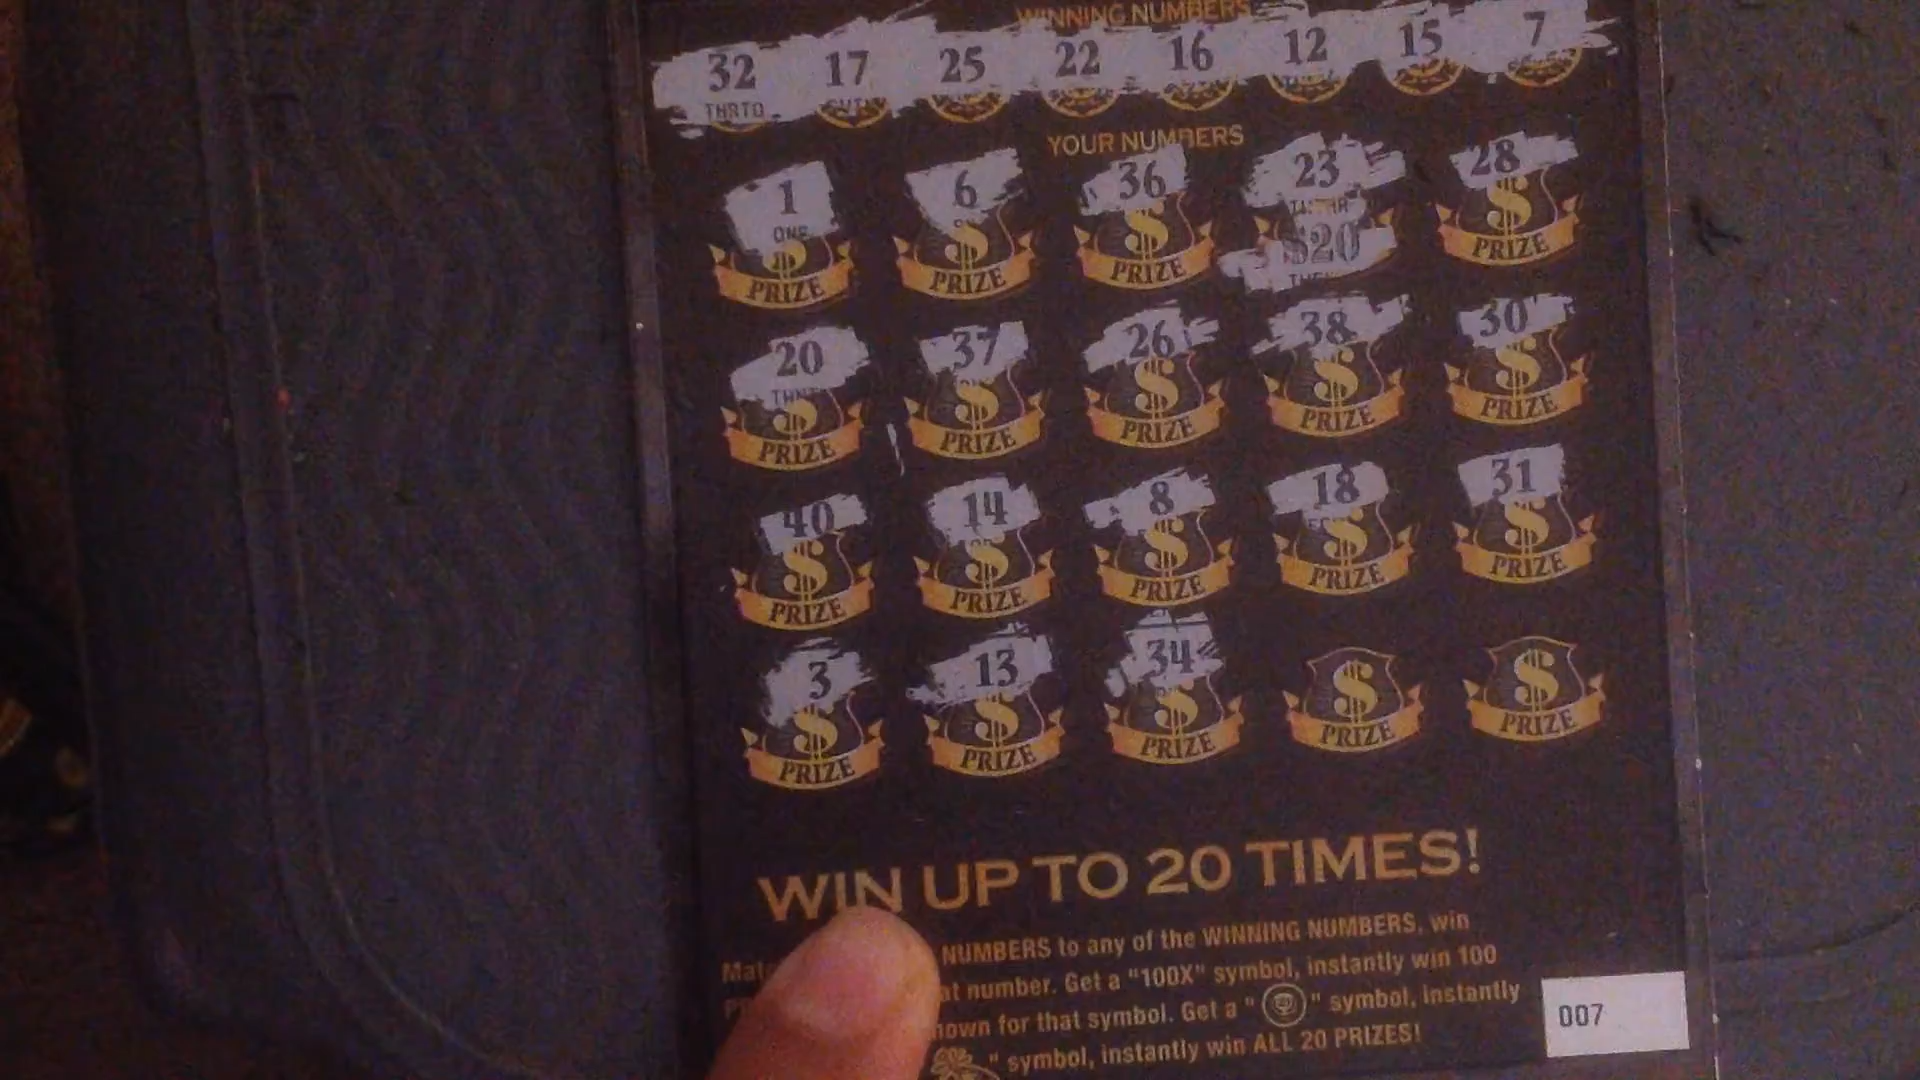 WINNING NUMBERS
32 17 25 22 16 12 15 7
THRTO
YOUR NUMBERS
1 6 36 23 28
ONE
$20
PRIZE PRIZE PRIZE PRIZE
20 37 26 38 30
PRIZE PRIZE PRIZE PRIZE PRIZE
40 14 8 18 31
PRIZE PRIZE PRIZE PRIZE PRIZE
3 13 34
PRIZE PRIZE PRIZE PRIZE PRIZE
WIN UP TO 20 TIMES!
NUMBERS to any of the WINNING NUMBERS, win
number. Get a "100X" symbol, instantly win 100
for that symbol. Get a " " symbol, instantly
" symbol, instantly win ALL 20 PRIZES!
007